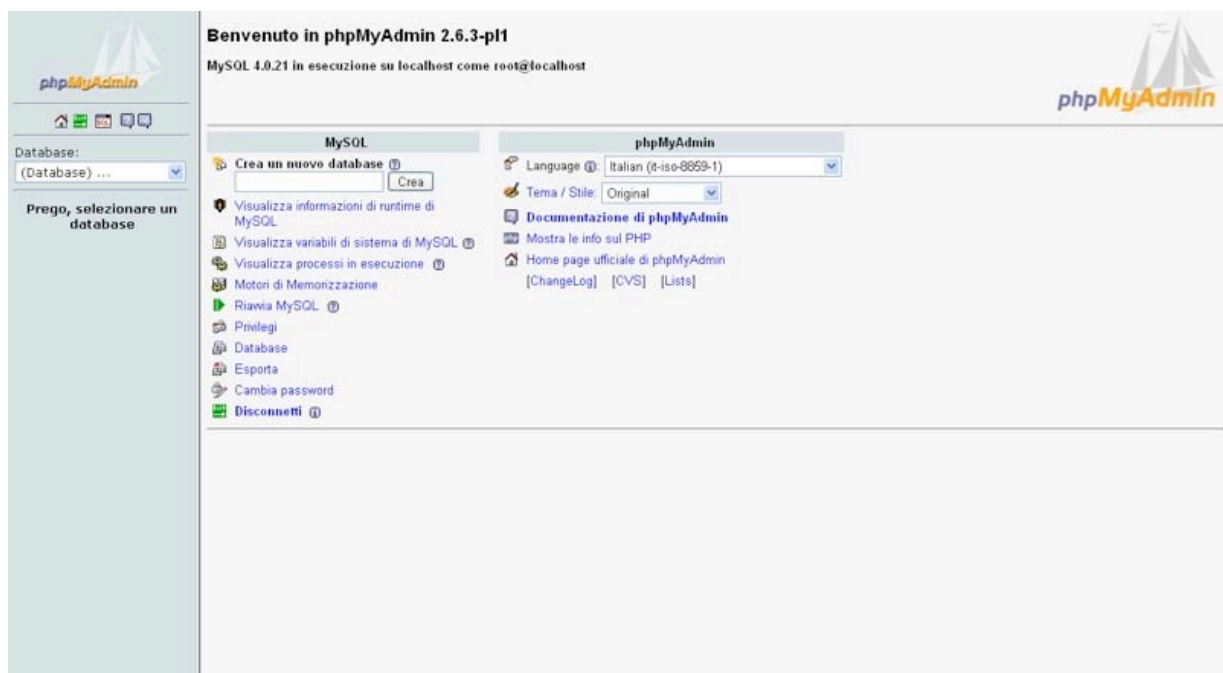 phpMyAdmin
Database:
(Database) ...
Prego, selezionare un
database
Benvenuto in phpMyAdmin 2.6.3-pl1
MySQL 4.0.21 in esecuzione su localhost come root@localhost
phpMyAdmin
MySQL
Crea un nuovo database
Crea
Visualizza informazioni di runtime di
MySQL
Visualizza variabili di sistema di MySQL
Visualizza processi in esecuzione
Motori di Memorizzazione
Riavvia MySQL
Privilegi
Database
Esporta
Cambia password
Disconnetti
phpMyAdmin
Language: Italian (it-iso-8859-1)
Tema / Stile: Original
Documentazione di phpMyAdmin
Mostra le info sul PHP
Home page ufficiale di phpMyAdmin
[ChangeLog] [CVS] [Lists]